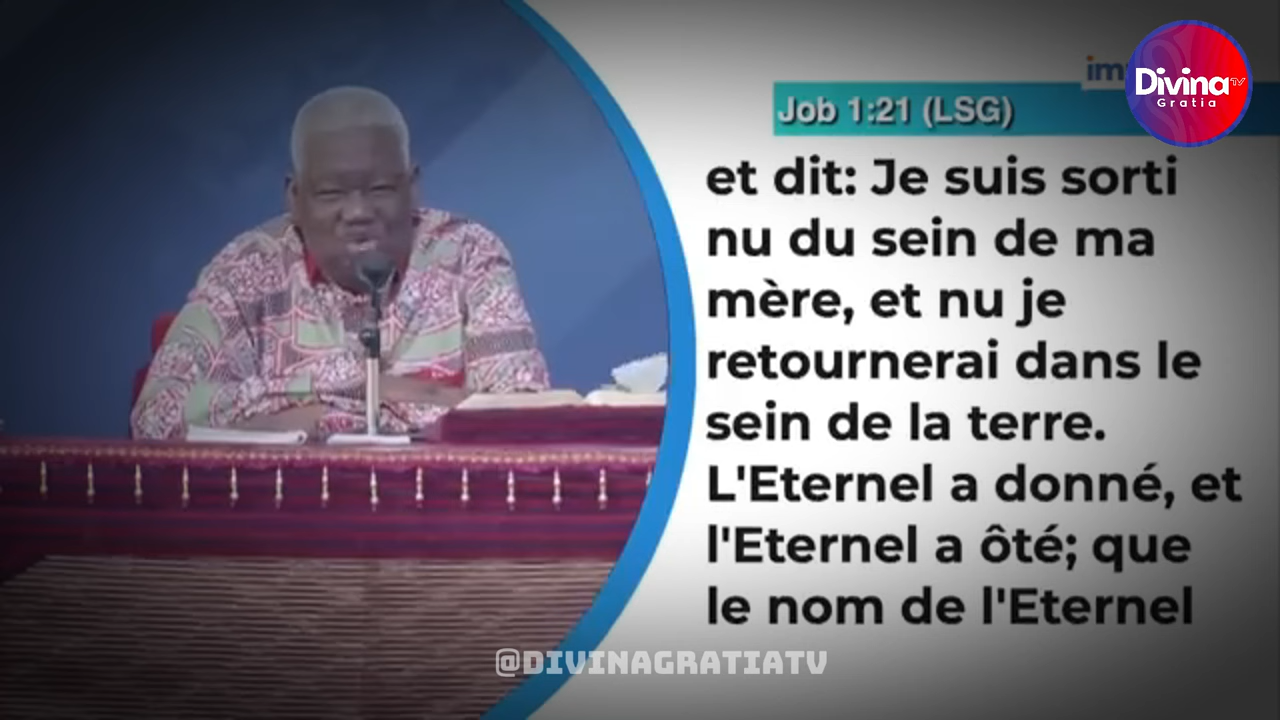 Divina TV
Gratia
Job 1:21 (LSG)
et dit: Je suis sorti
nu du sein de ma
mère, et nu je
retournerai dans le
sein de la terre.
L'Eternel a donné, et
l'Eternel a ôté; que
le nom de l'Eternel
@DIVINAGRATIATV